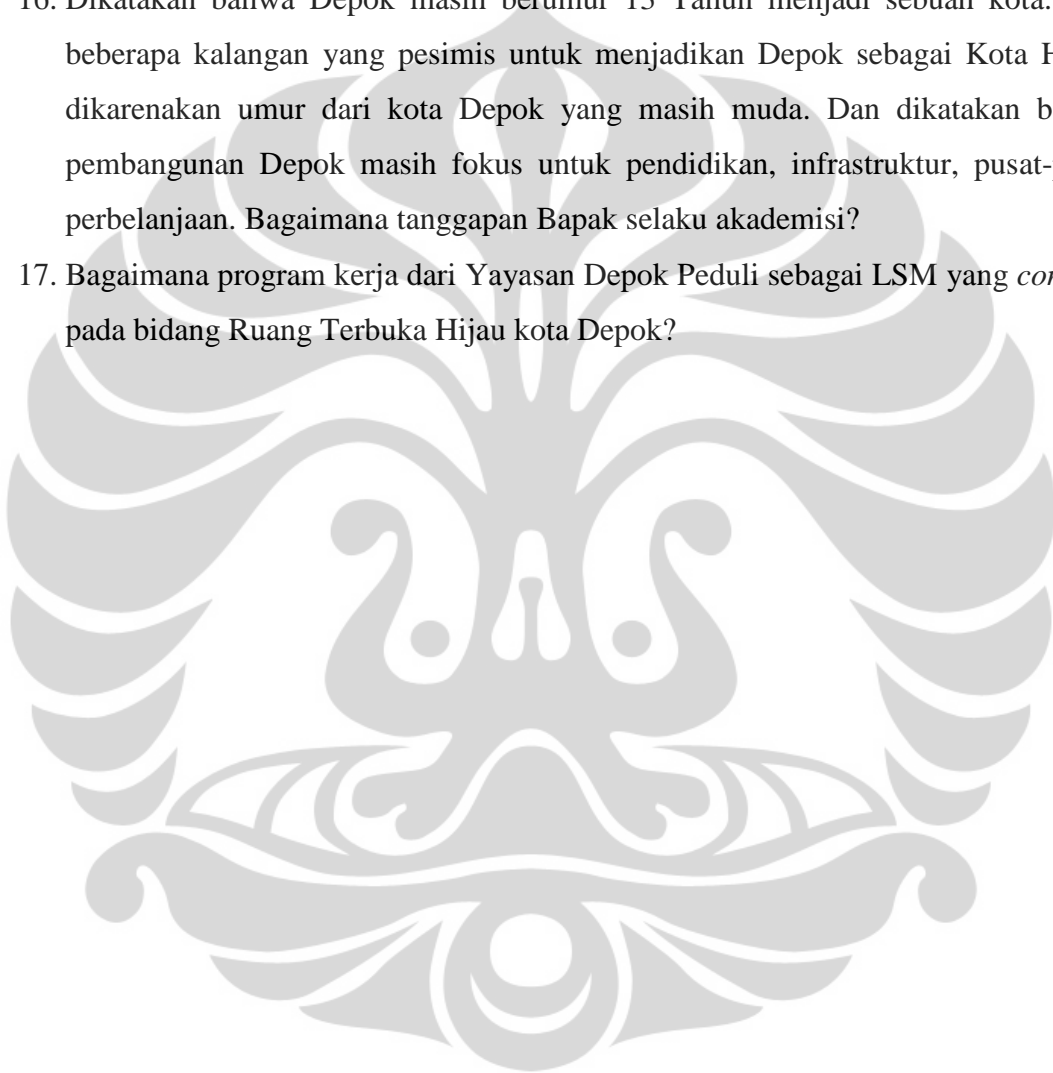 16. Dikatakan bahwa Depok masih berumur 13 Tahun menjadi sebuah kota.
beberapa kalangan yang pesimis untuk menjadikan Depok sebagai Kota
dikarenakan umur dari kota Depok yang masih muda. Dan dikatakan
pembangunan Depok masih fokus untuk pendidikan, infrastruktur,
perbelanjaan. Bagaimana tanggapan Bapak selaku akademisi?
17. Bagaimana program kerja dari Yayasan Depok Peduli sebagai LSM yang
pada bidang Ruang Terbuka Hijau kota Depok?